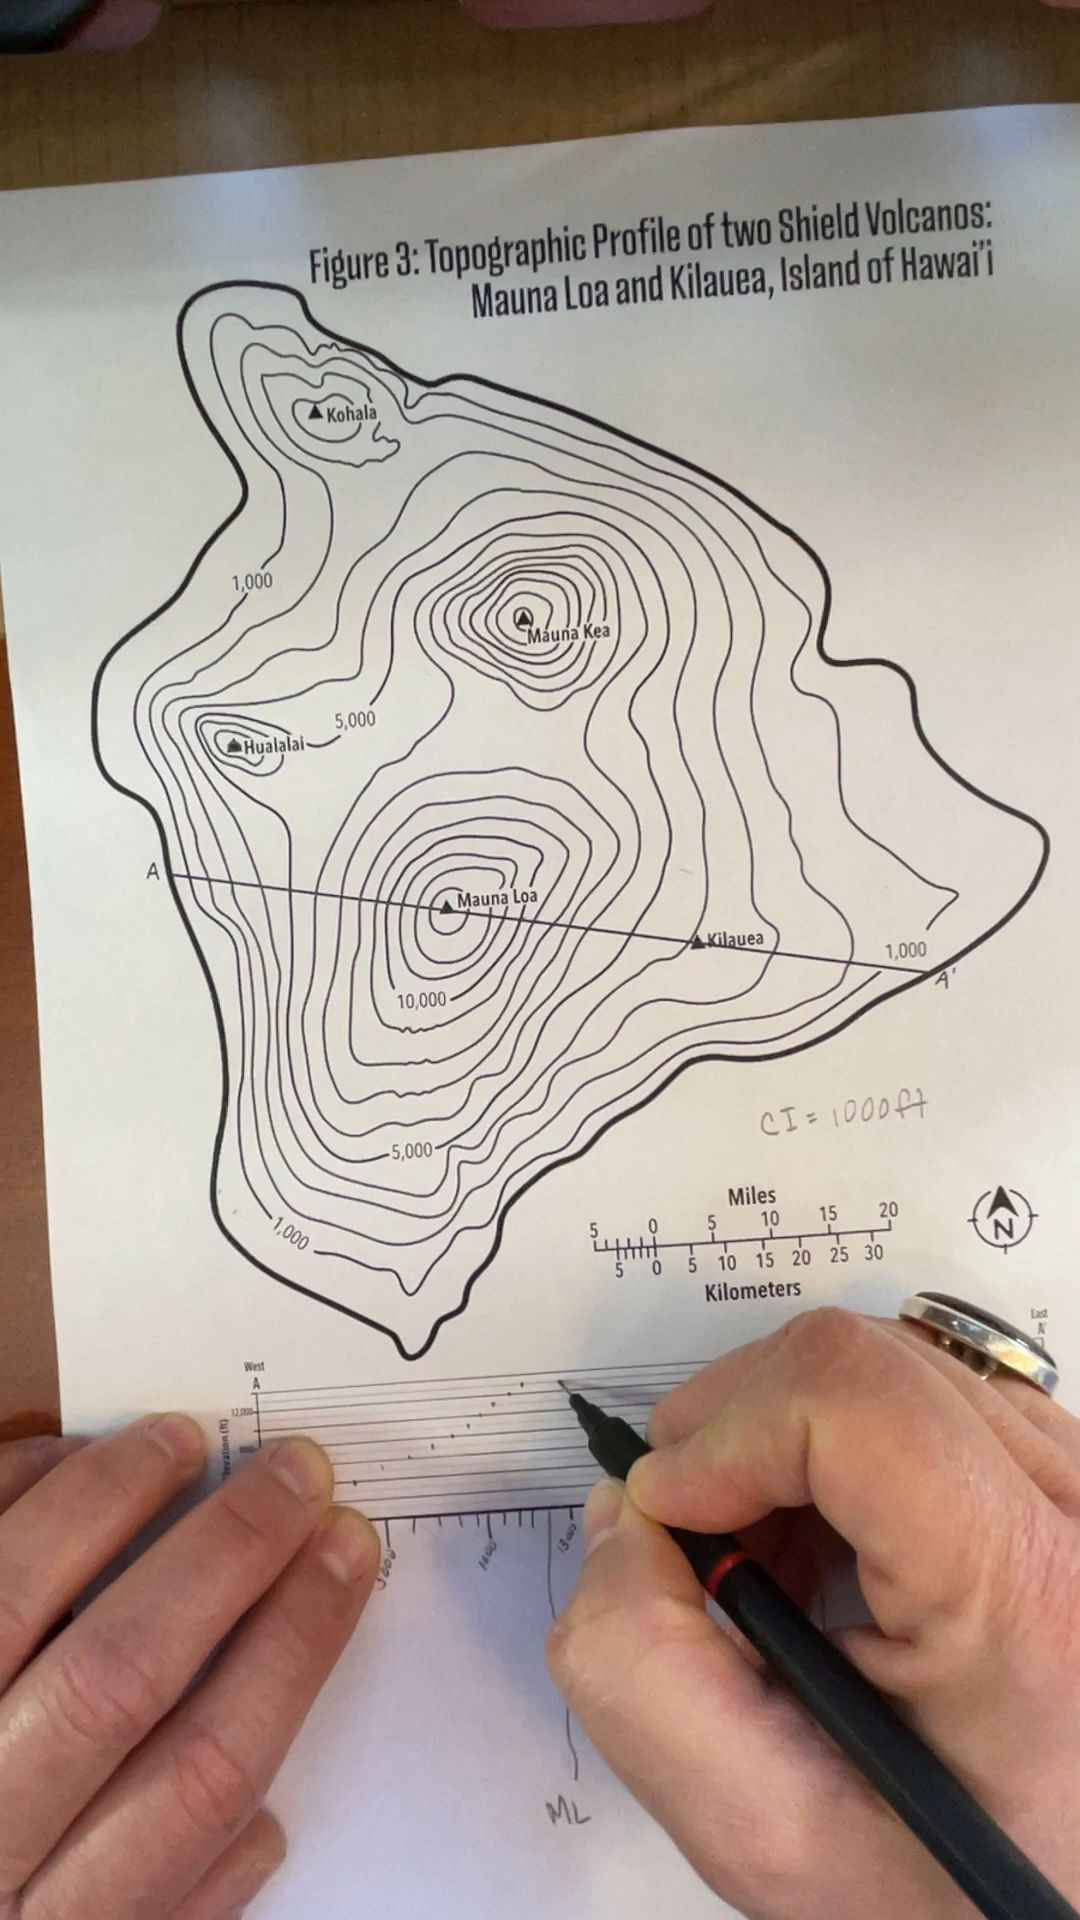 Figure 3: Topographic Profile of two Shield Volcanos:
Mauna Loa and Kilauea, Island of Hawai'i
Kohala
1,000
Mauna Kea
5,000
Hualalai
A
Mauna Loa
Kilauea
1,000
A'
10,000
CI = 1000ft
5,000
1,000
Miles
5 0 5 10 15 20
5 0 5 10 15 20 25 30
Kilometers
N
East
A'
West
A
12,000
Elevation (ft)
ML